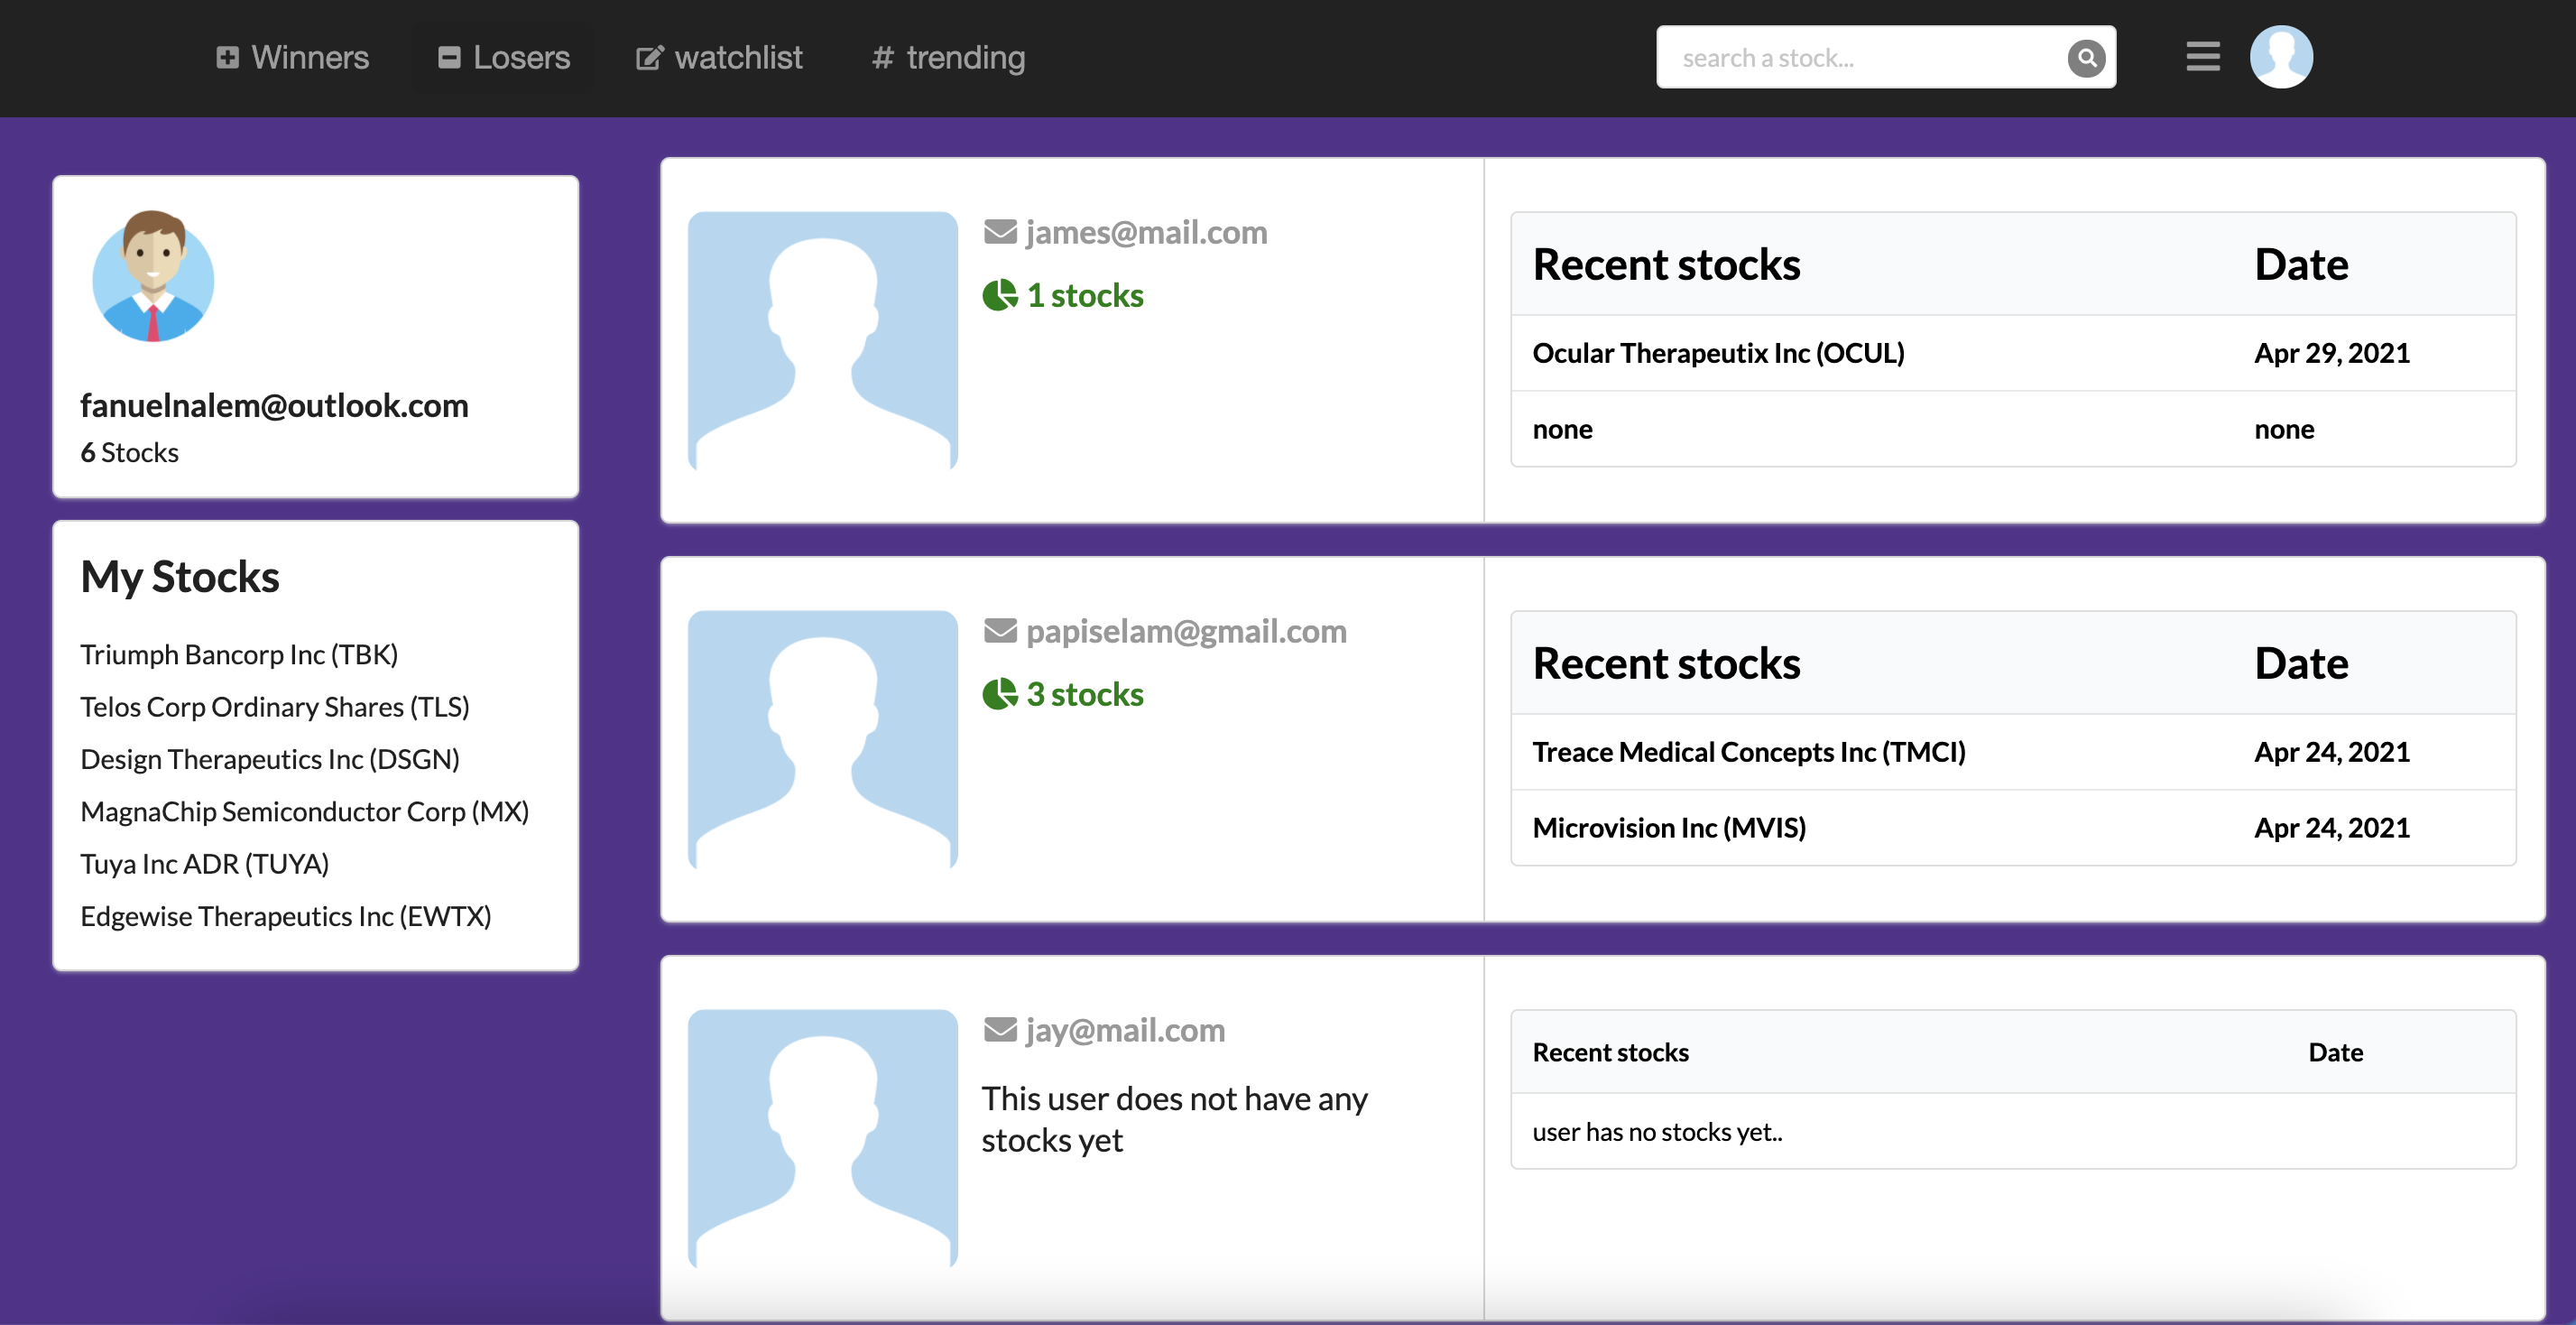 Winners Losers watchlist # trending search a stock...
fanuelnalem@outlook.com
6 Stocks
My Stocks
Triumph Bancorp Inc (TBK)
Telos Corp Ordinary Shares (TLS)
Design Therapeutics Inc (DSGN)
MagnaChip Semiconductor Corp (MX)
Tuya Inc ADR (TUYA)
Edgewise Therapeutics Inc (EWTX)
james@mail.com
1 stocks
Recent stocks Date
Ocular Therapeutix Inc (OCUL) Apr 29, 2021
none none
papiselam@gmail.com
3 stocks
Recent stocks Date
Treace Medical Concepts Inc (TMCI) Apr 24, 2021
Microvision Inc (MVIS) Apr 24, 2021
jay@mail.com
This user does not have any
stocks yet
Recent stocks Date
user has no stocks yet..